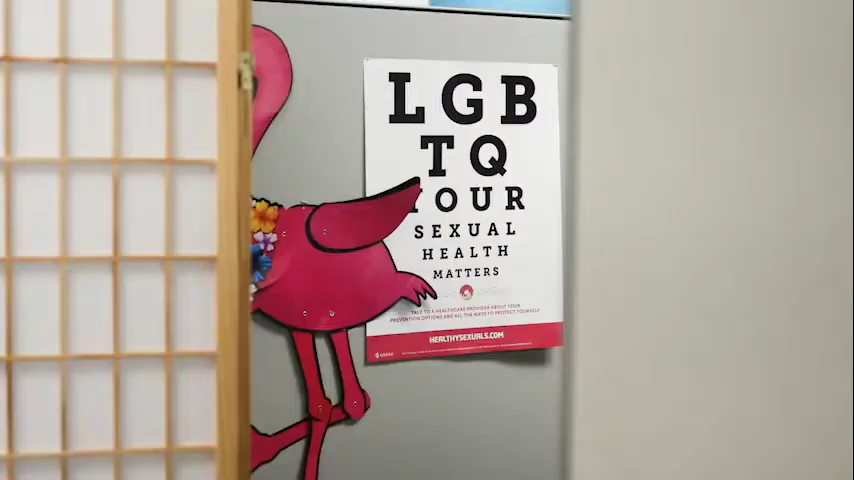 LGB
TQ
YOUR
SEXUAL
HEALTH
MATTERS
TALK TO A HEALTHCARE PROVIDER ABOUT YOUR
PREVENTION OPTIONS AND ALL THE WAYS TO PROTECT YOURSELF
HEALTHYSEXUALS.COM